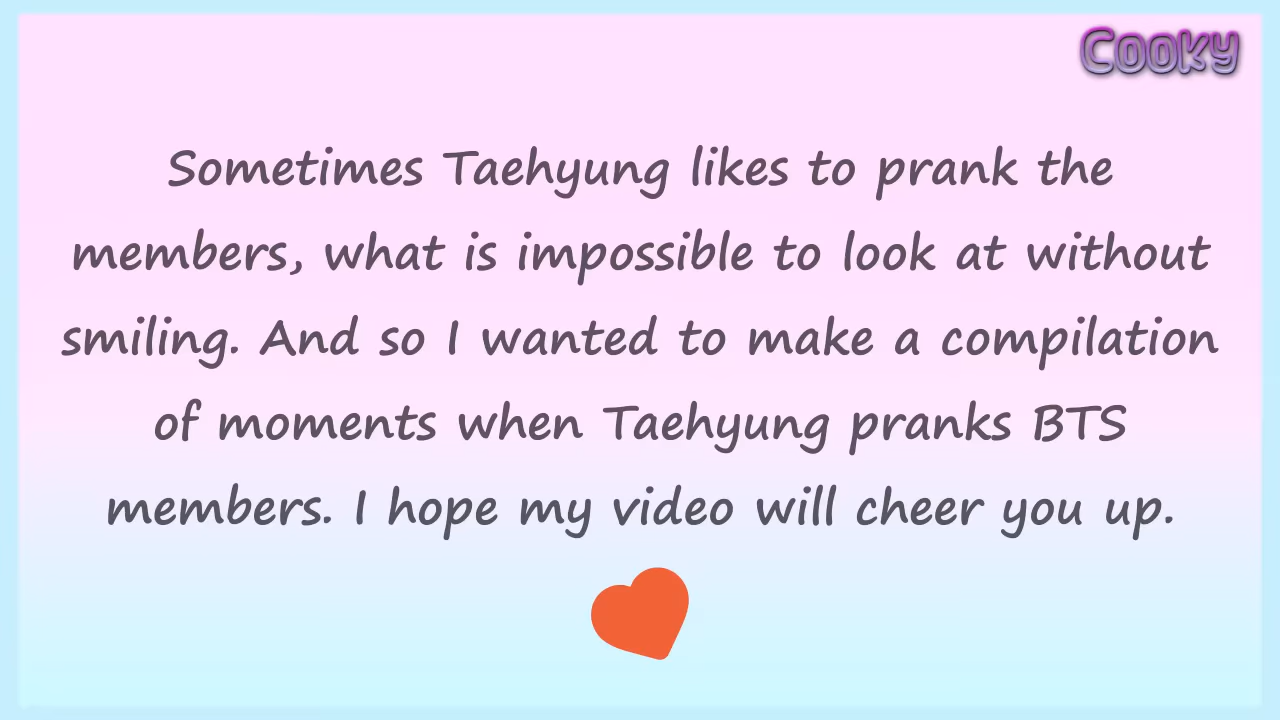 Cooky
Sometimes Taehyung likes to prank the
members, what is impossible to look at without
smiling. And so I wanted to make a compilation
of moments when Taehyung pranks BTS
members. I hope my video will cheer you up.